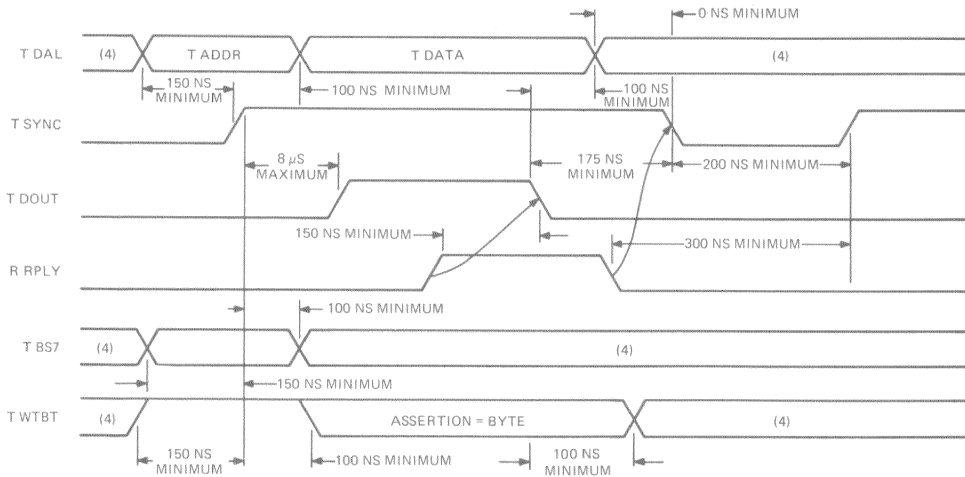 0 NS MINIMUM
T DAL
(4)
T ADDR
T DATA
(4)
150 NS
MINIMUM
100 NS MINIMUM
100 NS
MINIMUM
T SYNC
8 μS
MAXIMUM
175 NS
MINIMUM
200 NS MINIMUM
T DOUT
150 NS MINIMUM
300 NS MINIMUM
R RPLY
100 NS MINIMUM
T BS7
(4)
(4)
150 NS MINIMUM
T WTBT
(4)
ASSERTION = BYTE
(4)
150 NS
MINIMUM
100 NS MINIMUM
100 NS
MINIMUM